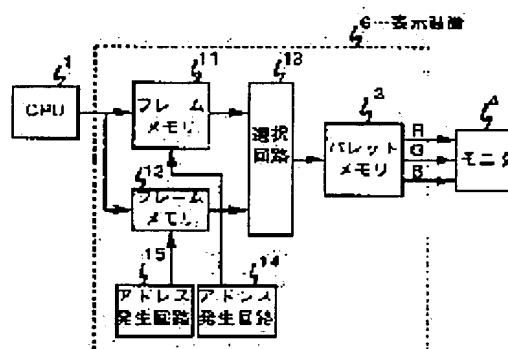 6…表示装置
1
CPU
11
フレーム
メモリ
12
フレーム
メモリ
13
選択
回路
3
パレット
メモリ
R
G
B
4
モニタ
15
アドレス
発生回路
14
アドレス
発生回路